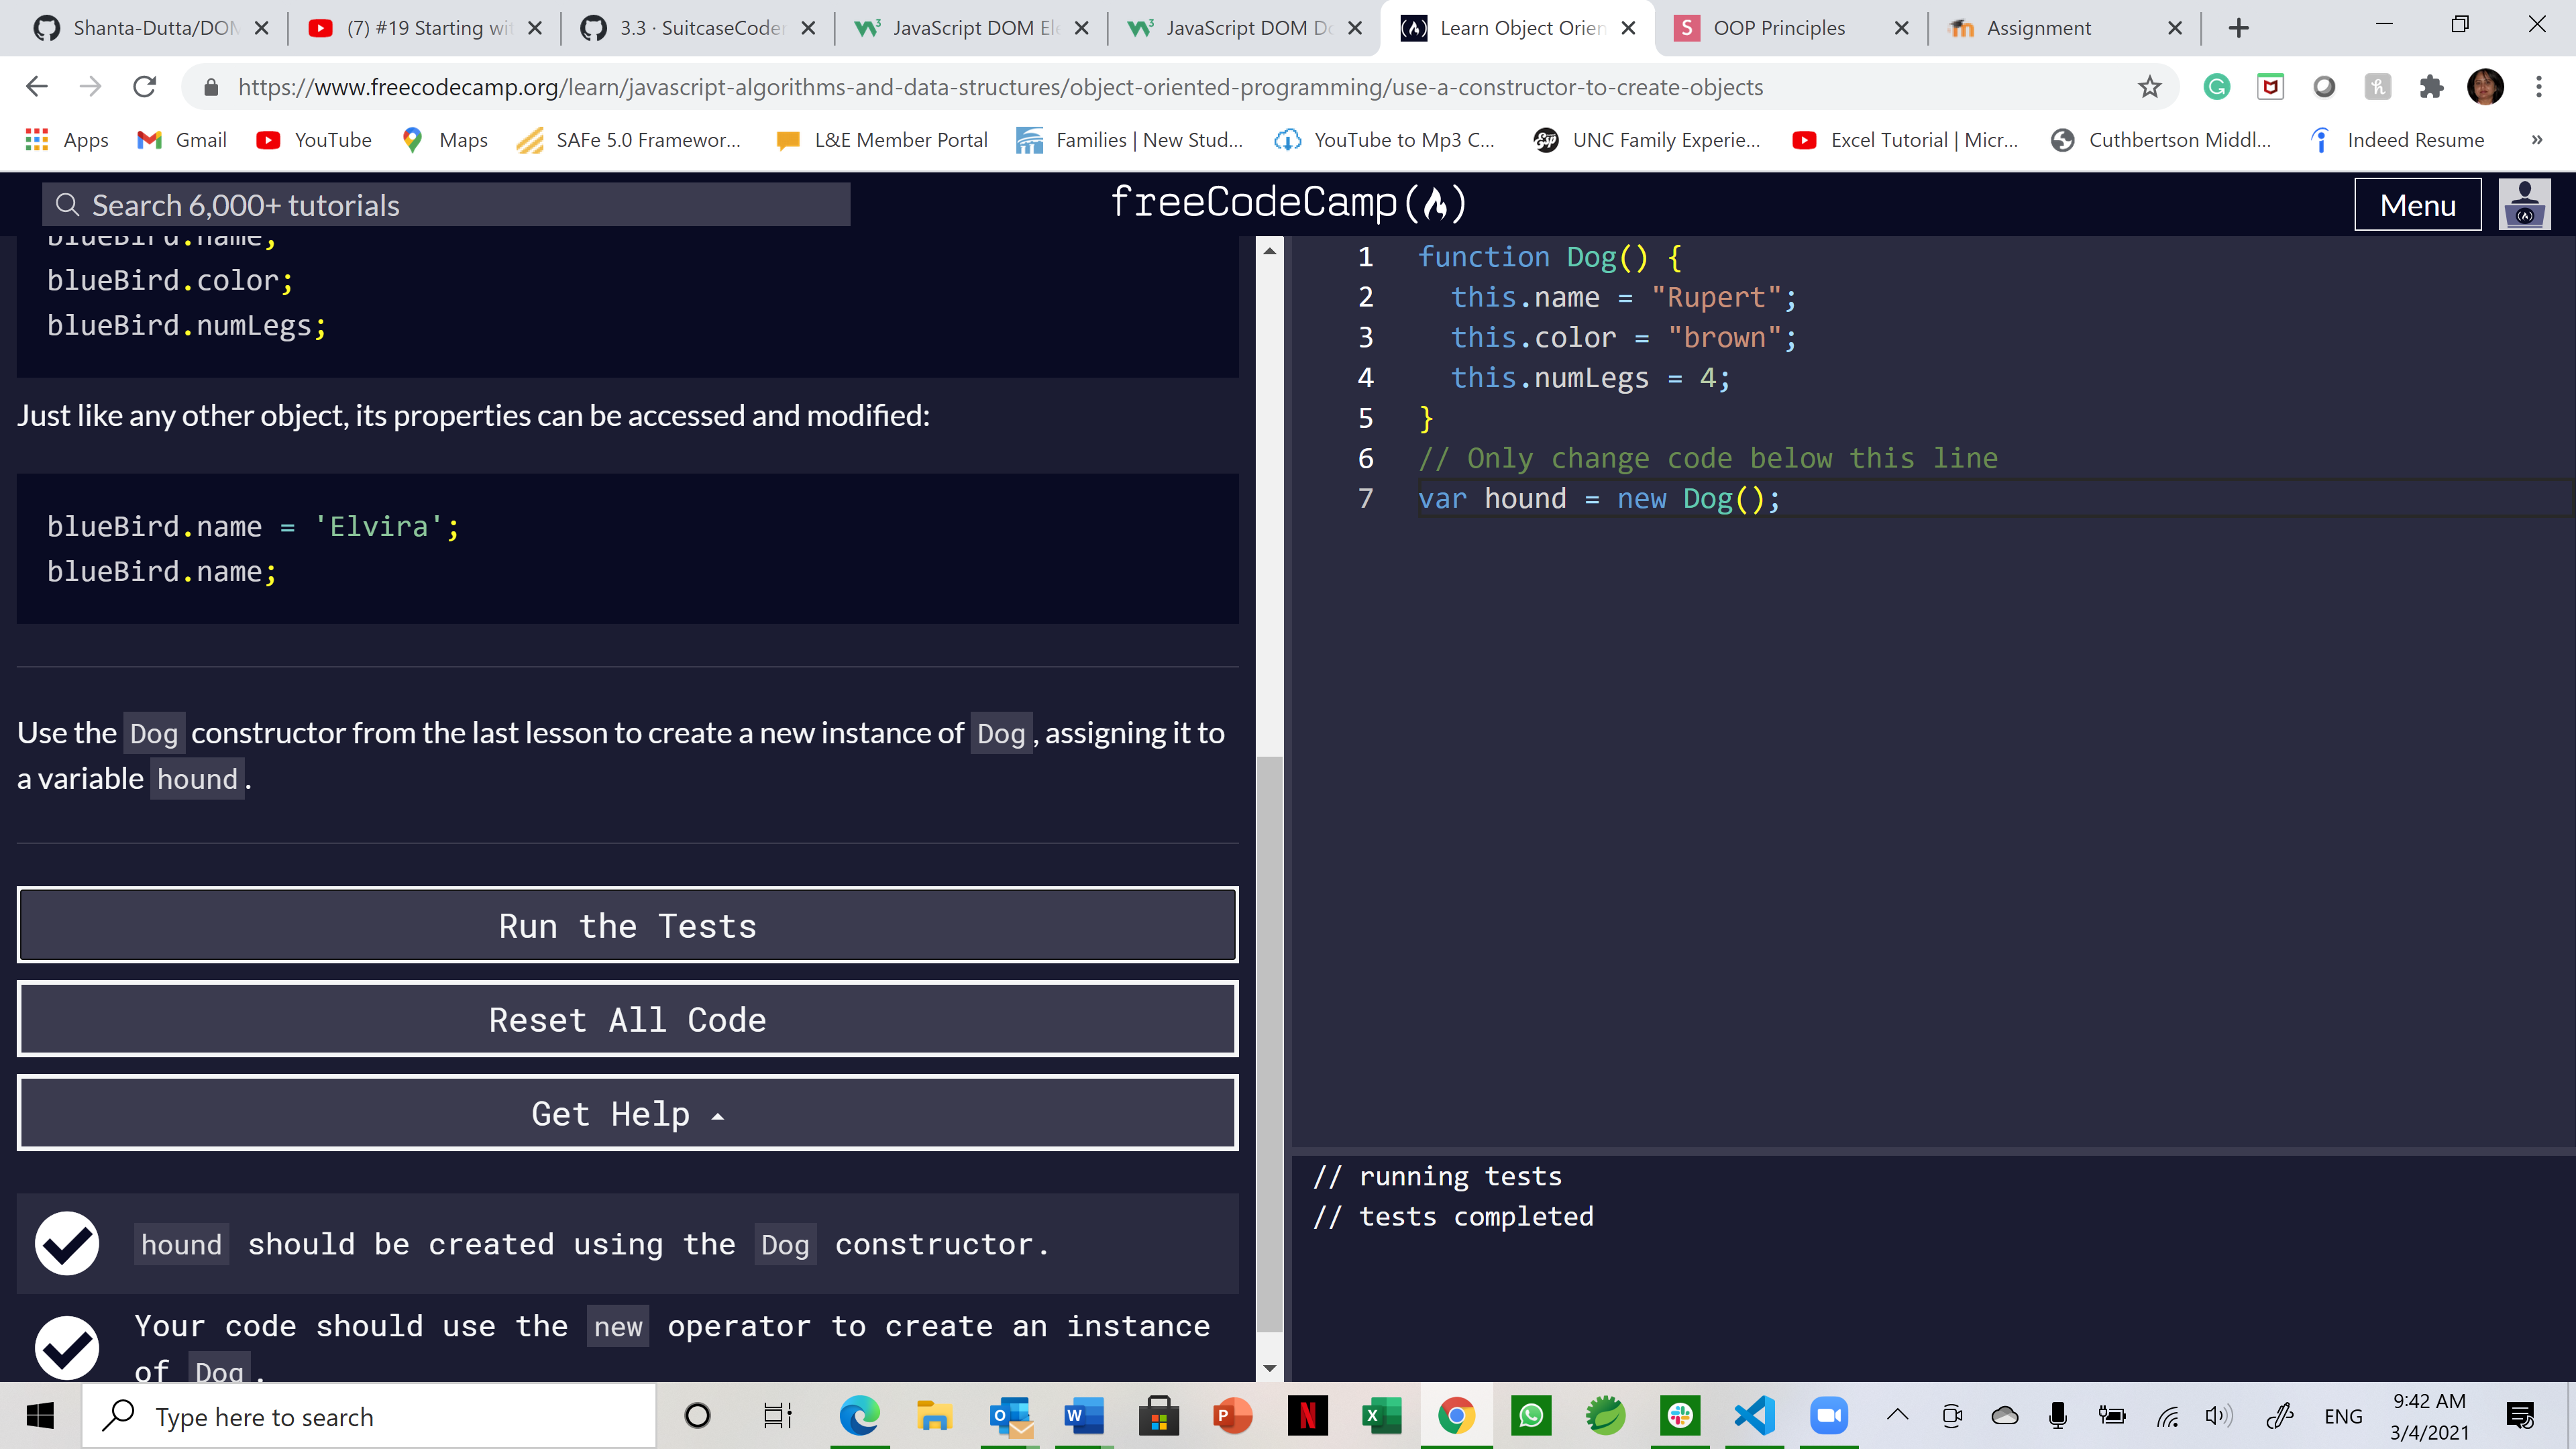 Shanta-Dutta/DOM
(7) #19 Starting wit
3.3 · SuitcaseCoder
JavaScript DOM Ele
JavaScript DOM Do
Learn Object Orien
OOP Principles
Assignment
https://www.freecodecamp.org/learn/javascript-algorithms-and-data-structures/object-oriented-programming/use-a-constructor-to-create-objects
Apps
Gmail
YouTube
Maps
SAFe 5.0 Framewor...
L&E Member Portal
Families | New Stud...
YouTube to Mp3 C...
UNC Family Experie...
Excel Tutorial | Micr...
Cuthbertson Middl...
Indeed Resume
»
Search 6,000+ tutorials
freeCodeCamp
Menu
blueBird.name;
blueBird.color;
blueBird.numLegs;
Just like any other object, its properties can be accessed and modified:
blueBird.name = 'Elvira';
blueBird.name;
Use the Dog constructor from the last lesson to create a new instance of Dog, assigning it to
a variable hound.
Run the Tests
Reset All Code
Get Help
hound should be created using the Dog constructor.
Your code should use the new operator to create an instance
of Dog.
1 function Dog() {
2 this.name = "Rupert";
3 this.color = "brown";
4 this.numLegs = 4;
5 }
6 // Only change code below this line
7 var hound = new Dog();
// running tests
// tests completed
Type here to search
ENG
9:42 AM
3/4/2021